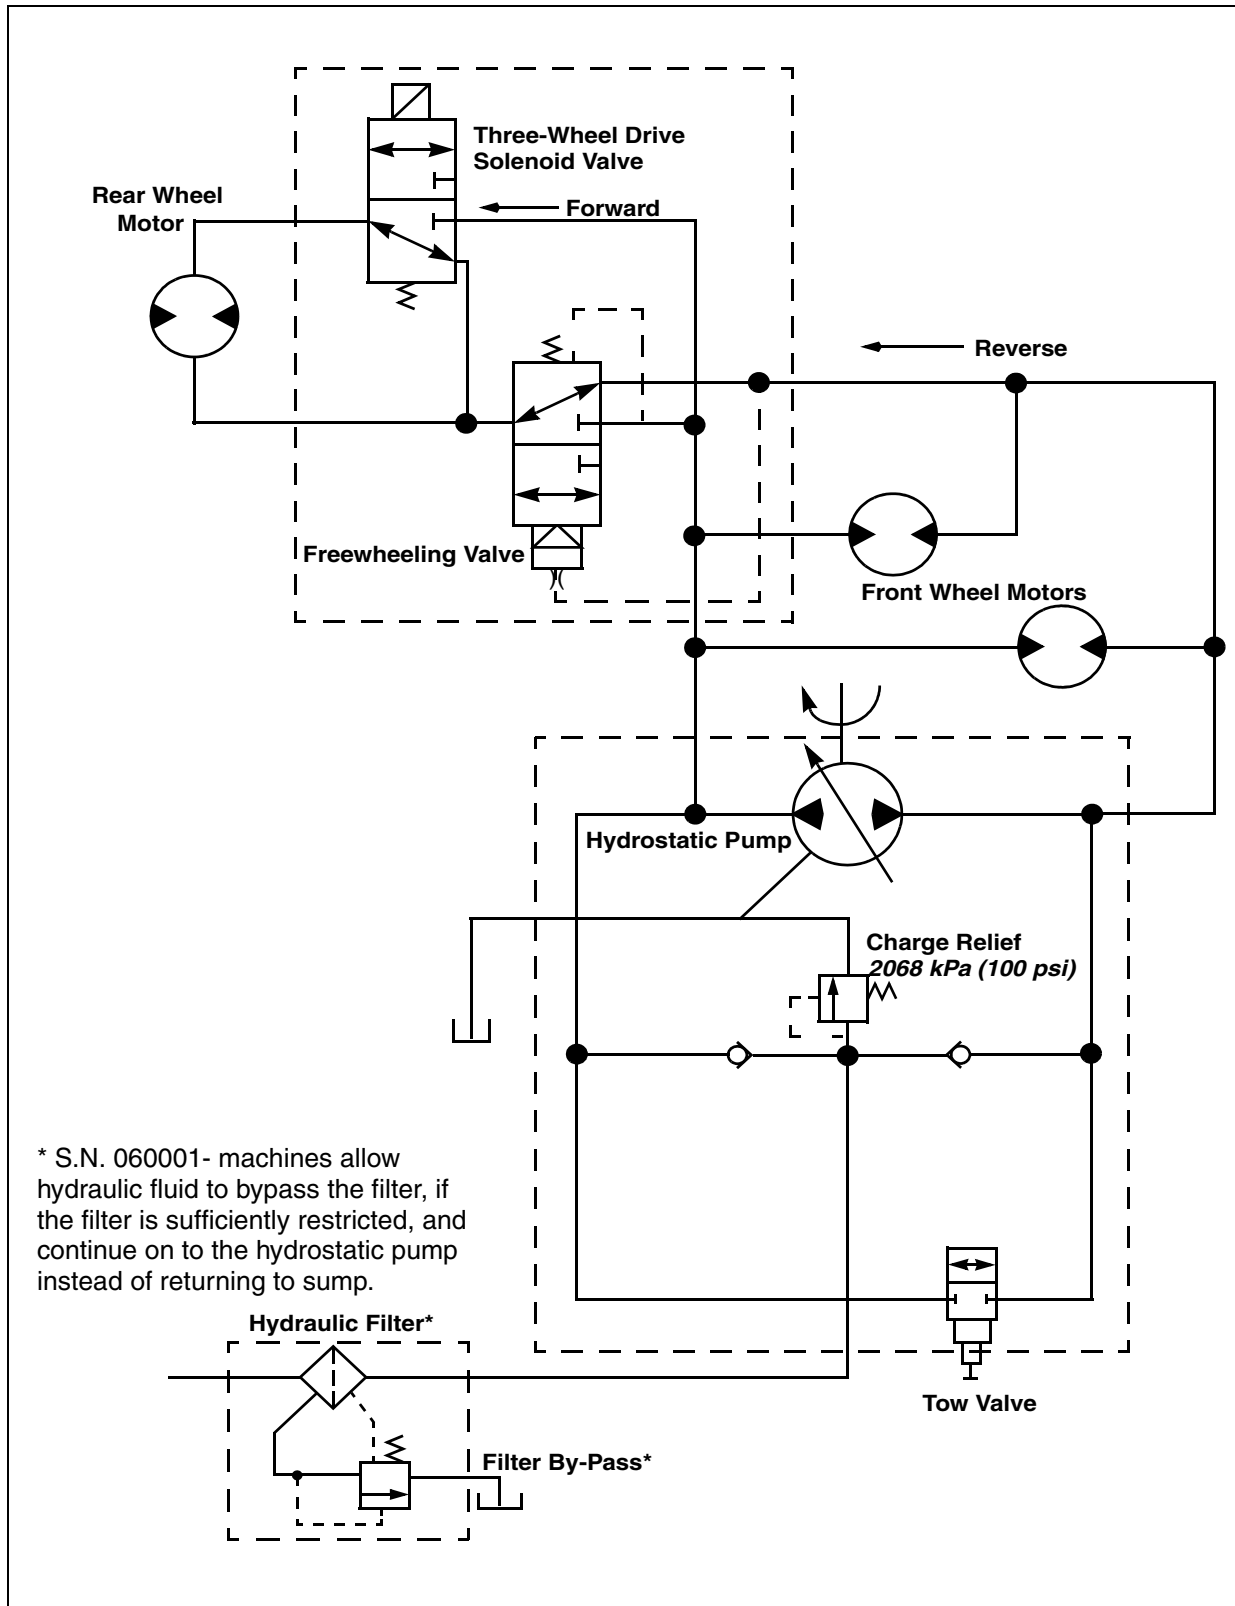 Three-Wheel Drive
Solenoid Valve
Rear Wheel
Motor
Forward
Reverse
Freewheeling Valve
Front Wheel Motors
Hydrostatic Pump
Charge Relief
2068 kPa (100 psi)
* S.N. 060001- machines allow
hydraulic fluid to bypass the filter, if
the filter is sufficiently restricted, and
continue on to the hydrostatic pump
instead of returning to sump.
Hydraulic Filter*
Tow Valve
Filter By-Pass*